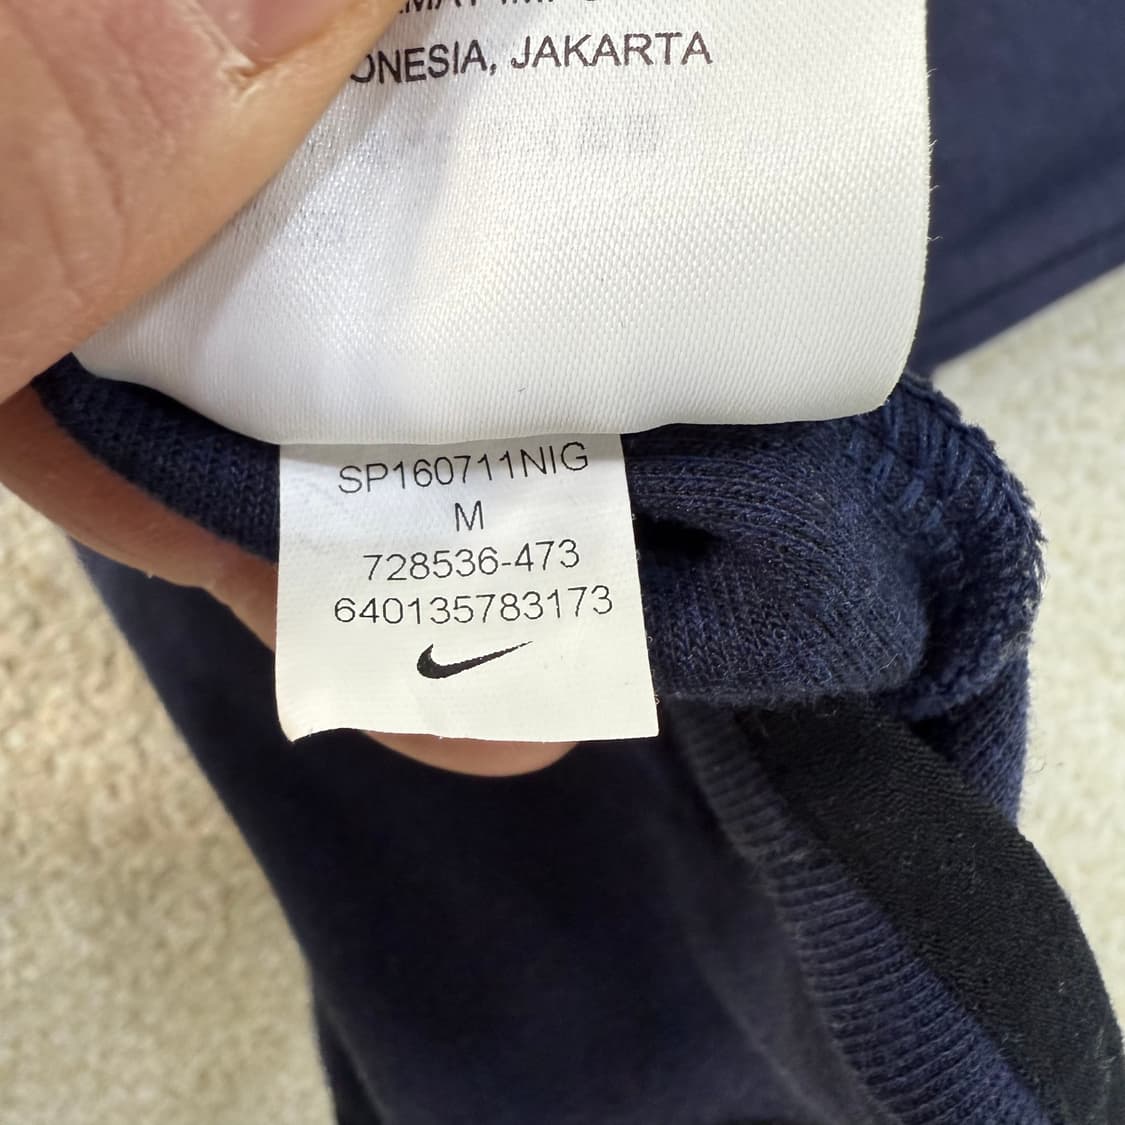 ONESIA, JAKARTA
SP160711NIG
M
728536-473
640135783173